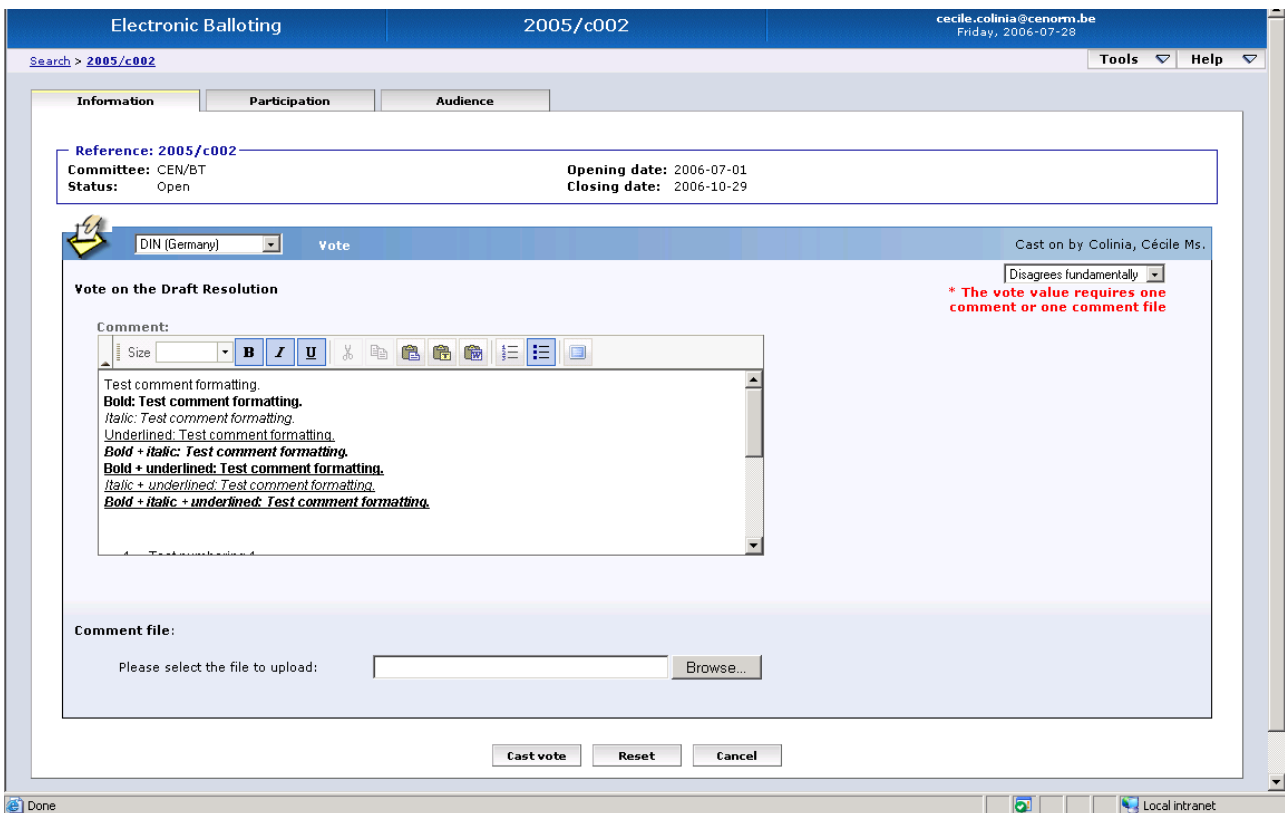 Electronic Balloting
2005/c002
cecile.colinia@cenorm.be
Friday, 2006-07-28
Search > 2005/c002
Tools
Help
Information
Participation
Audience
Reference: 2005/c002
Committee: CEN/BT
Opening date: 2006-07-01
Status: Open
Closing date: 2006-10-29
DIN (Germany)
Vote
Cast on by Colinia, Cécile Ms.
Disagrees fundamentally
Vote on the Draft Resolution
* The vote value requires one
comment or one comment file
Comment:
Size
B I U
Test comment formatting.
Bold: Test comment formatting.
Italic: Test comment formatting.
Underlined: Test comment formatting.
Bold + italic: Test comment formatting.
Bold + underlined: Test comment formatting.
Italic + underlined: Test comment formatting.
Bold + italic + underlined: Test comment formatting.
Comment file:
Please select the file to upload:
Browse...
Cast vote
Reset
Cancel
Done
Local intranet